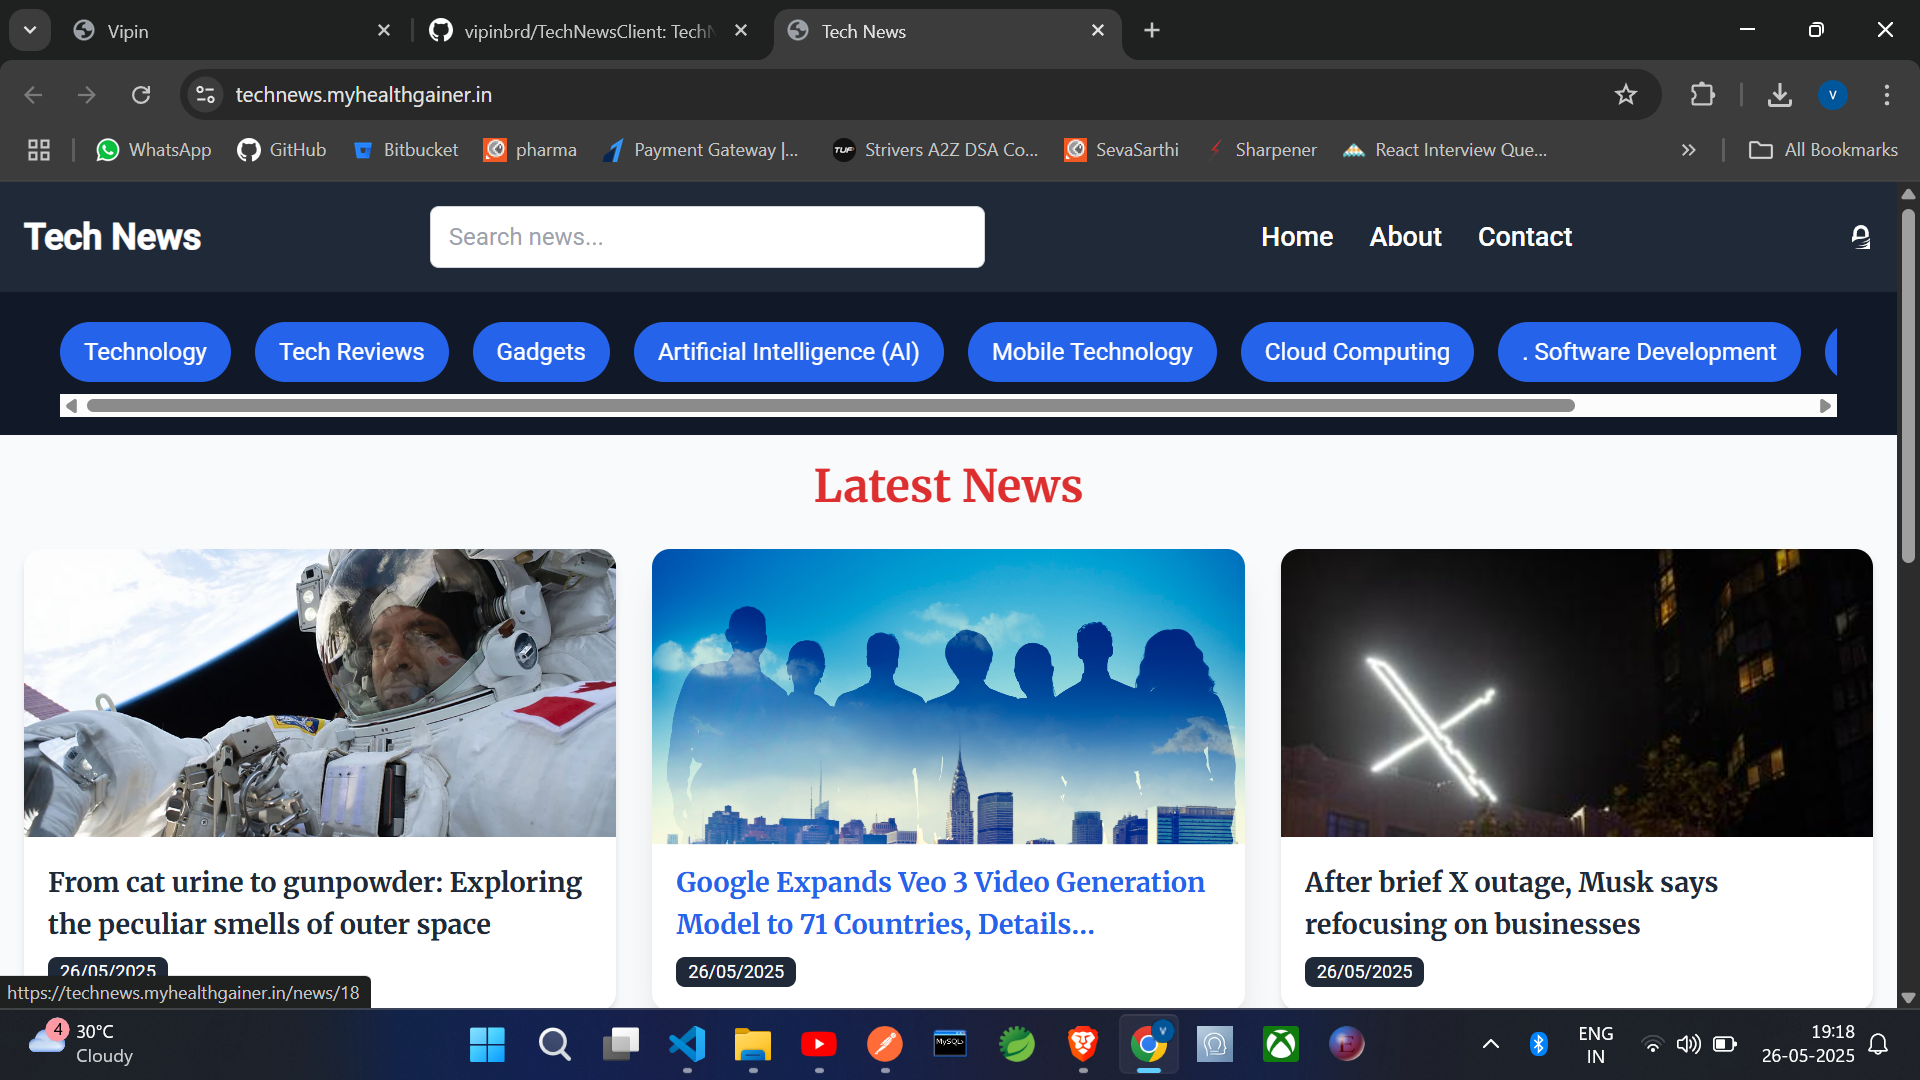 Vipin
vipinbrd/TechNewsClient: TechN
Tech News
technews.myhealthgainer.in
V
WhatsApp
GitHub
Bitbucket
pharma
Payment Gateway |...
TUF
Strivers A2Z DSA Co...
SevaSarthi
Sharpener
React Interview Que...
All Bookmarks
Tech News
Search news...
Home
About
Contact
Technology
Tech Reviews
Gadgets
Artificial Intelligence (AI)
Mobile Technology
Cloud Computing
. Software Development
Latest News
From cat urine to gunpowder: Exploring
the peculiar smells of outer space
26/05/2025
Google Expands Veo 3 Video Generation
Model to 71 Countries, Details...
26/05/2025
After brief X outage, Musk says
refocusing on businesses
26/05/2025
https://technews.myhealthgainer.in/news/18
4
30°C
Cloudy
MySQL
V
E
ENG
IN
19:18
26-05-2025